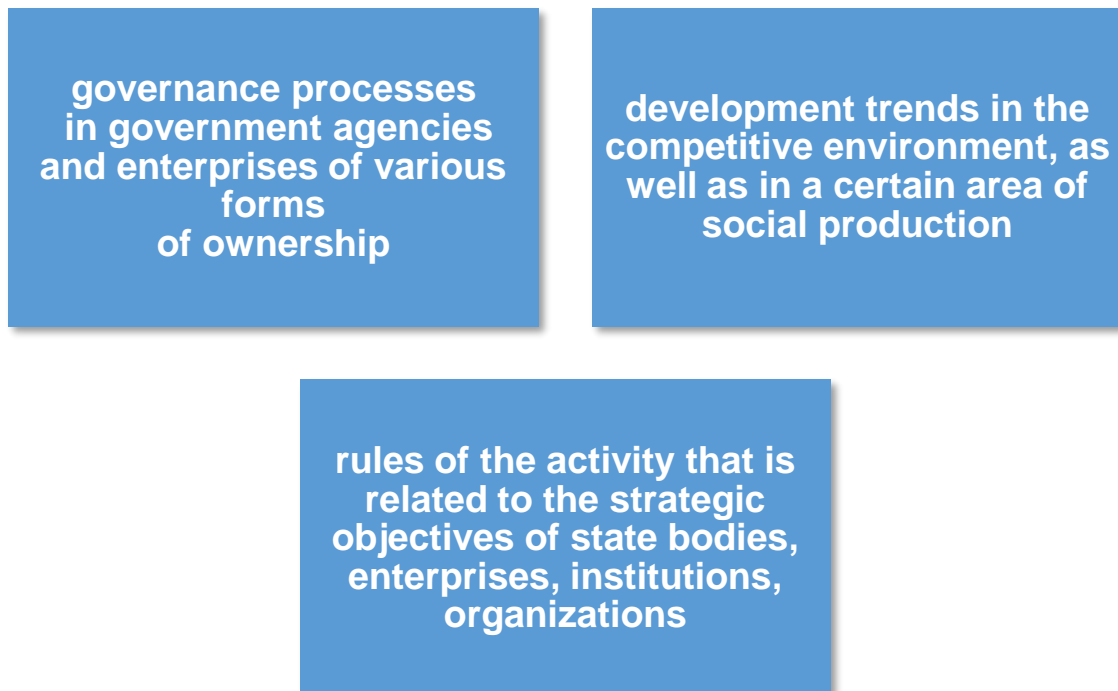 governance processes
in government agencies
and enterprises of various
forms
of ownership
development trends in the
competitive environment, as
well as in a certain area of
social production
rules of the activity that is
related to the strategic
objectives of state bodies,
enterprises, institutions,
organizations